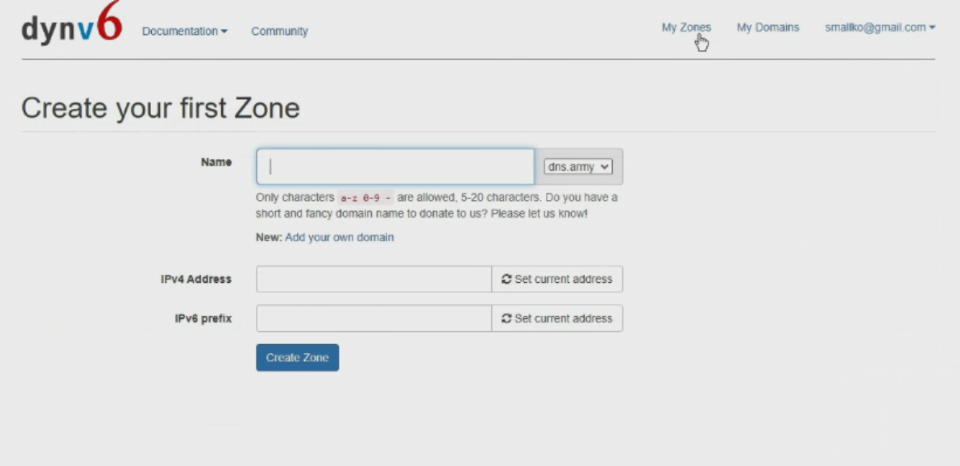 dynv6 Documentation Community My Zones My Domains smallko@gmail.com
Create your first Zone
Name dns.army
Only characters a-z 0-9 - are allowed, 5-20 characters. Do you have a
short and fancy domain name to donate to us? Please let us know!
New: Add your own domain
IPv4 Address Set current address
IPv6 prefix Set current address
Create Zone